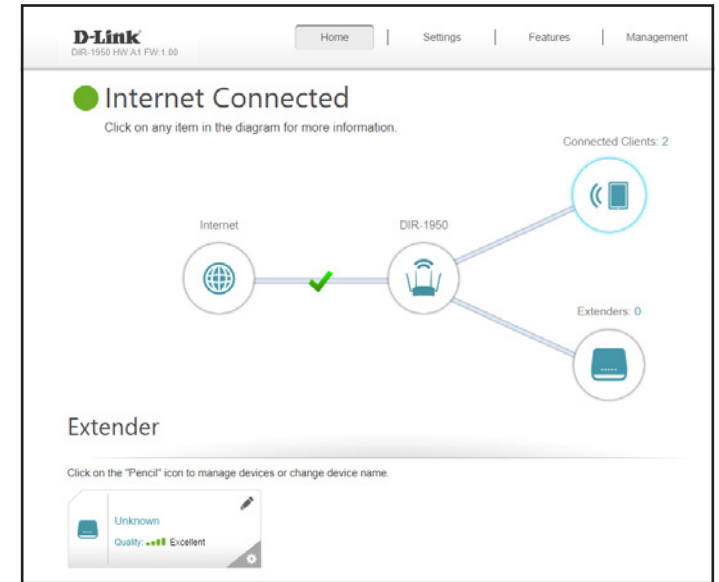 D-Link
DIR-1950 HW:A1 FW:1.00
Home | Settings | Features | Management
Internet Connected
Click on any item in the diagram for more information.
Connected Clients: 2
Internet
DIR-1950
Extenders: 0
Extender
Click on the "Pencil" icon to manage devices or change device name.
Unknown
Quality: Excellent